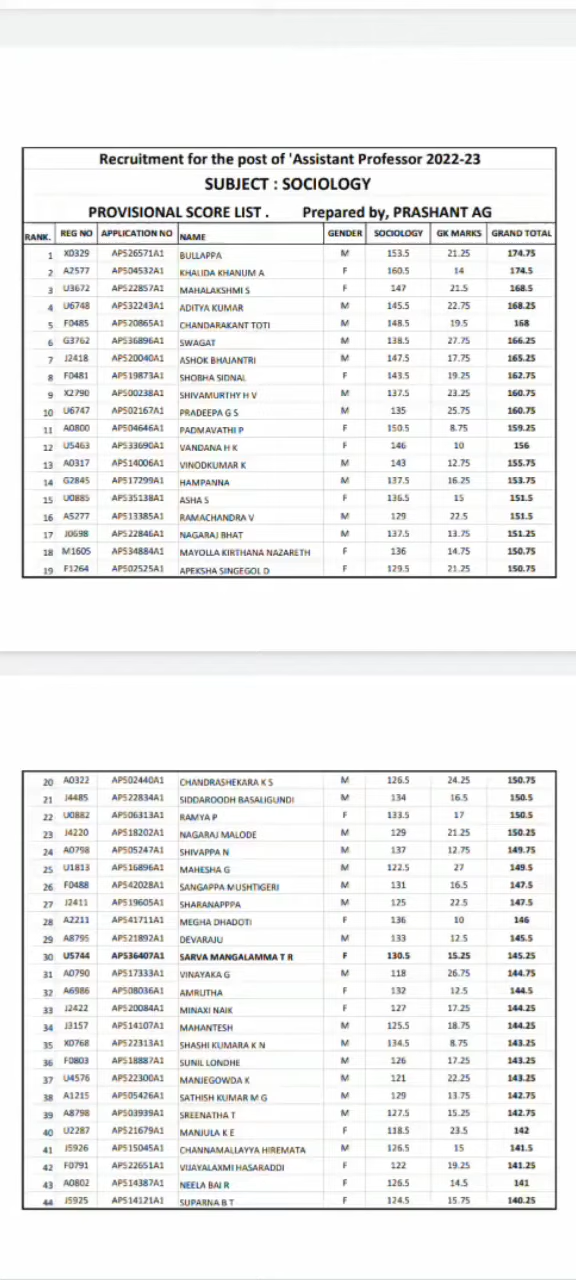 Recruitment for the post of 'Assistant Professor 2022-23
SUBJECT : SOCIOLOGY
PROVISIONAL SCORE LIST . Prepared by, PRASHANT AG
RANK. REG NO APPLICATION NO NAME GENDER SOCIOLOGY GK MARKS GRAND TOTAL
1 X0329 AP526571A1 BULLAPPA M 153.5 21.25 174.75
2 A2577 AP504532A1 KHALIDA KHANUM A F 160.5 14 174.5
3 U3672 AP522857A1 MAHALAKSHMI S F 147 21.5 168.5
4 U6748 AP532243A1 ADITYA KUMAR M 145.5 22.75 168.25
5 F0485 AP520865A1 CHANDARAKANT TOTI M 148.5 19.5 168
6 G3762 AP536896A1 SWAGAT M 138.5 27.75 166.25
7 J2418 AP520040A1 ASHOK BHAJANTRI M 147.5 17.75 165.25
8 F0481 AP519873A1 SHOBHA SIDNAL F 143.5 19.25 162.75
9 X2790 AP500238A1 SHIVAMURTHY H V M 137.5 23.25 160.75
10 U6747 AP502167A1 PRADEEPA G S M 135 25.75 160.75
11 A0800 AP504646A1 PADMAVATHI P F 150.5 8.75 159.25
12 U5463 AP533690A1 VANDANA H K F 146 10 156
13 A0317 AP514006A1 VINODKUMAR K M 143 12.75 155.75
14 G2845 AP517299A1 HAMPANNA M 137.5 16.25 153.75
15 U0885 AP535138A1 ASHA S F 136.5 15 151.5
16 A5277 AP513385A1 RAMACHANDRA V M 129 22.5 151.5
17 J0698 AP522846A1 NAGARAJ BHAT M 137.5 13.75 151.25
18 M1605 AP534884A1 MAYOLLA KIRTHANA NAZARETH F 136 14.75 150.75
19 F1264 AP502525A1 APEKSHA SINGEGOL D F 129.5 21.25 150.75
20 A0322 AP502440A1 CHANDRASHEKARA K S M 126.5 24.25 150.75
21 J4485 AP522834A1 SIDDAROODH BASALIGUNDI M 134 16.5 150.5
22 U0882 AP506313A1 RAMYA P F 133.5 17 150.5
23 J4220 AP518202A1 NAGARAJ MALODE M 129 21.25 150.25
24 A0798 AP505247A1 SHIVAPPA N M 137 12.75 149.75
25 U1813 AP516896A1 MAHESHA G M 122.5 27 149.5
26 F0488 AP542028A1 SANGAPPA MUSHTIGERI M 131 16.5 147.5
27 J2411 AP519605A1 SHARANAPPPA M 125 22.5 147.5
28 A2211 AP541711A1 MEGHA DHADOTI F 136 10 146
29 A8795 AP521892A1 DEVARAJU M 133 12.5 145.5
30 U5744 AP536407A1 SARVA MANGALAMMA T R F 130.5 15.25 145.25
31 A0790 AP517333A1 VINAYAKA G M 118 26.75 144.75
32 A6986 AP508036A1 AMRUTHA F 132 12.5 144.5
33 J2422 AP520084A1 MINAXI NAIK F 127 17.25 144.25
34 J3157 AP514107A1 MAHANTESH M 125.5 18.75 144.25
35 X0768 AP522313A1 SHASHI KUMARA K N M 134.5 8.75 143.25
36 F0803 AP518887A1 SUNIL LONDHE M 126 17.25 143.25
37 U4576 AP522300A1 MANJEGOWDA K M 121 22.25 143.25
38 A1215 AP505426A1 SATHISH KUMAR M G M 129 13.75 142.75
39 A8798 AP503939A1 SREENATHA T M 127.5 15.25 142.75
40 U2287 AP521679A1 MANJULA K E F 118.5 23.5 142
41 J5926 AP515045A1 CHANNAMALLAYYA HIREMATA M 126.5 15 141.5
42 F0791 AP522651A1 VIJAYALAXMI HASARADDI F 122 19.25 141.25
43 A0802 AP514387A1 NEELA BAI R F 126.5 14.5 141
44 J5925 AP514121A1 SUPARNA B T F 124.5 15.75 140.25